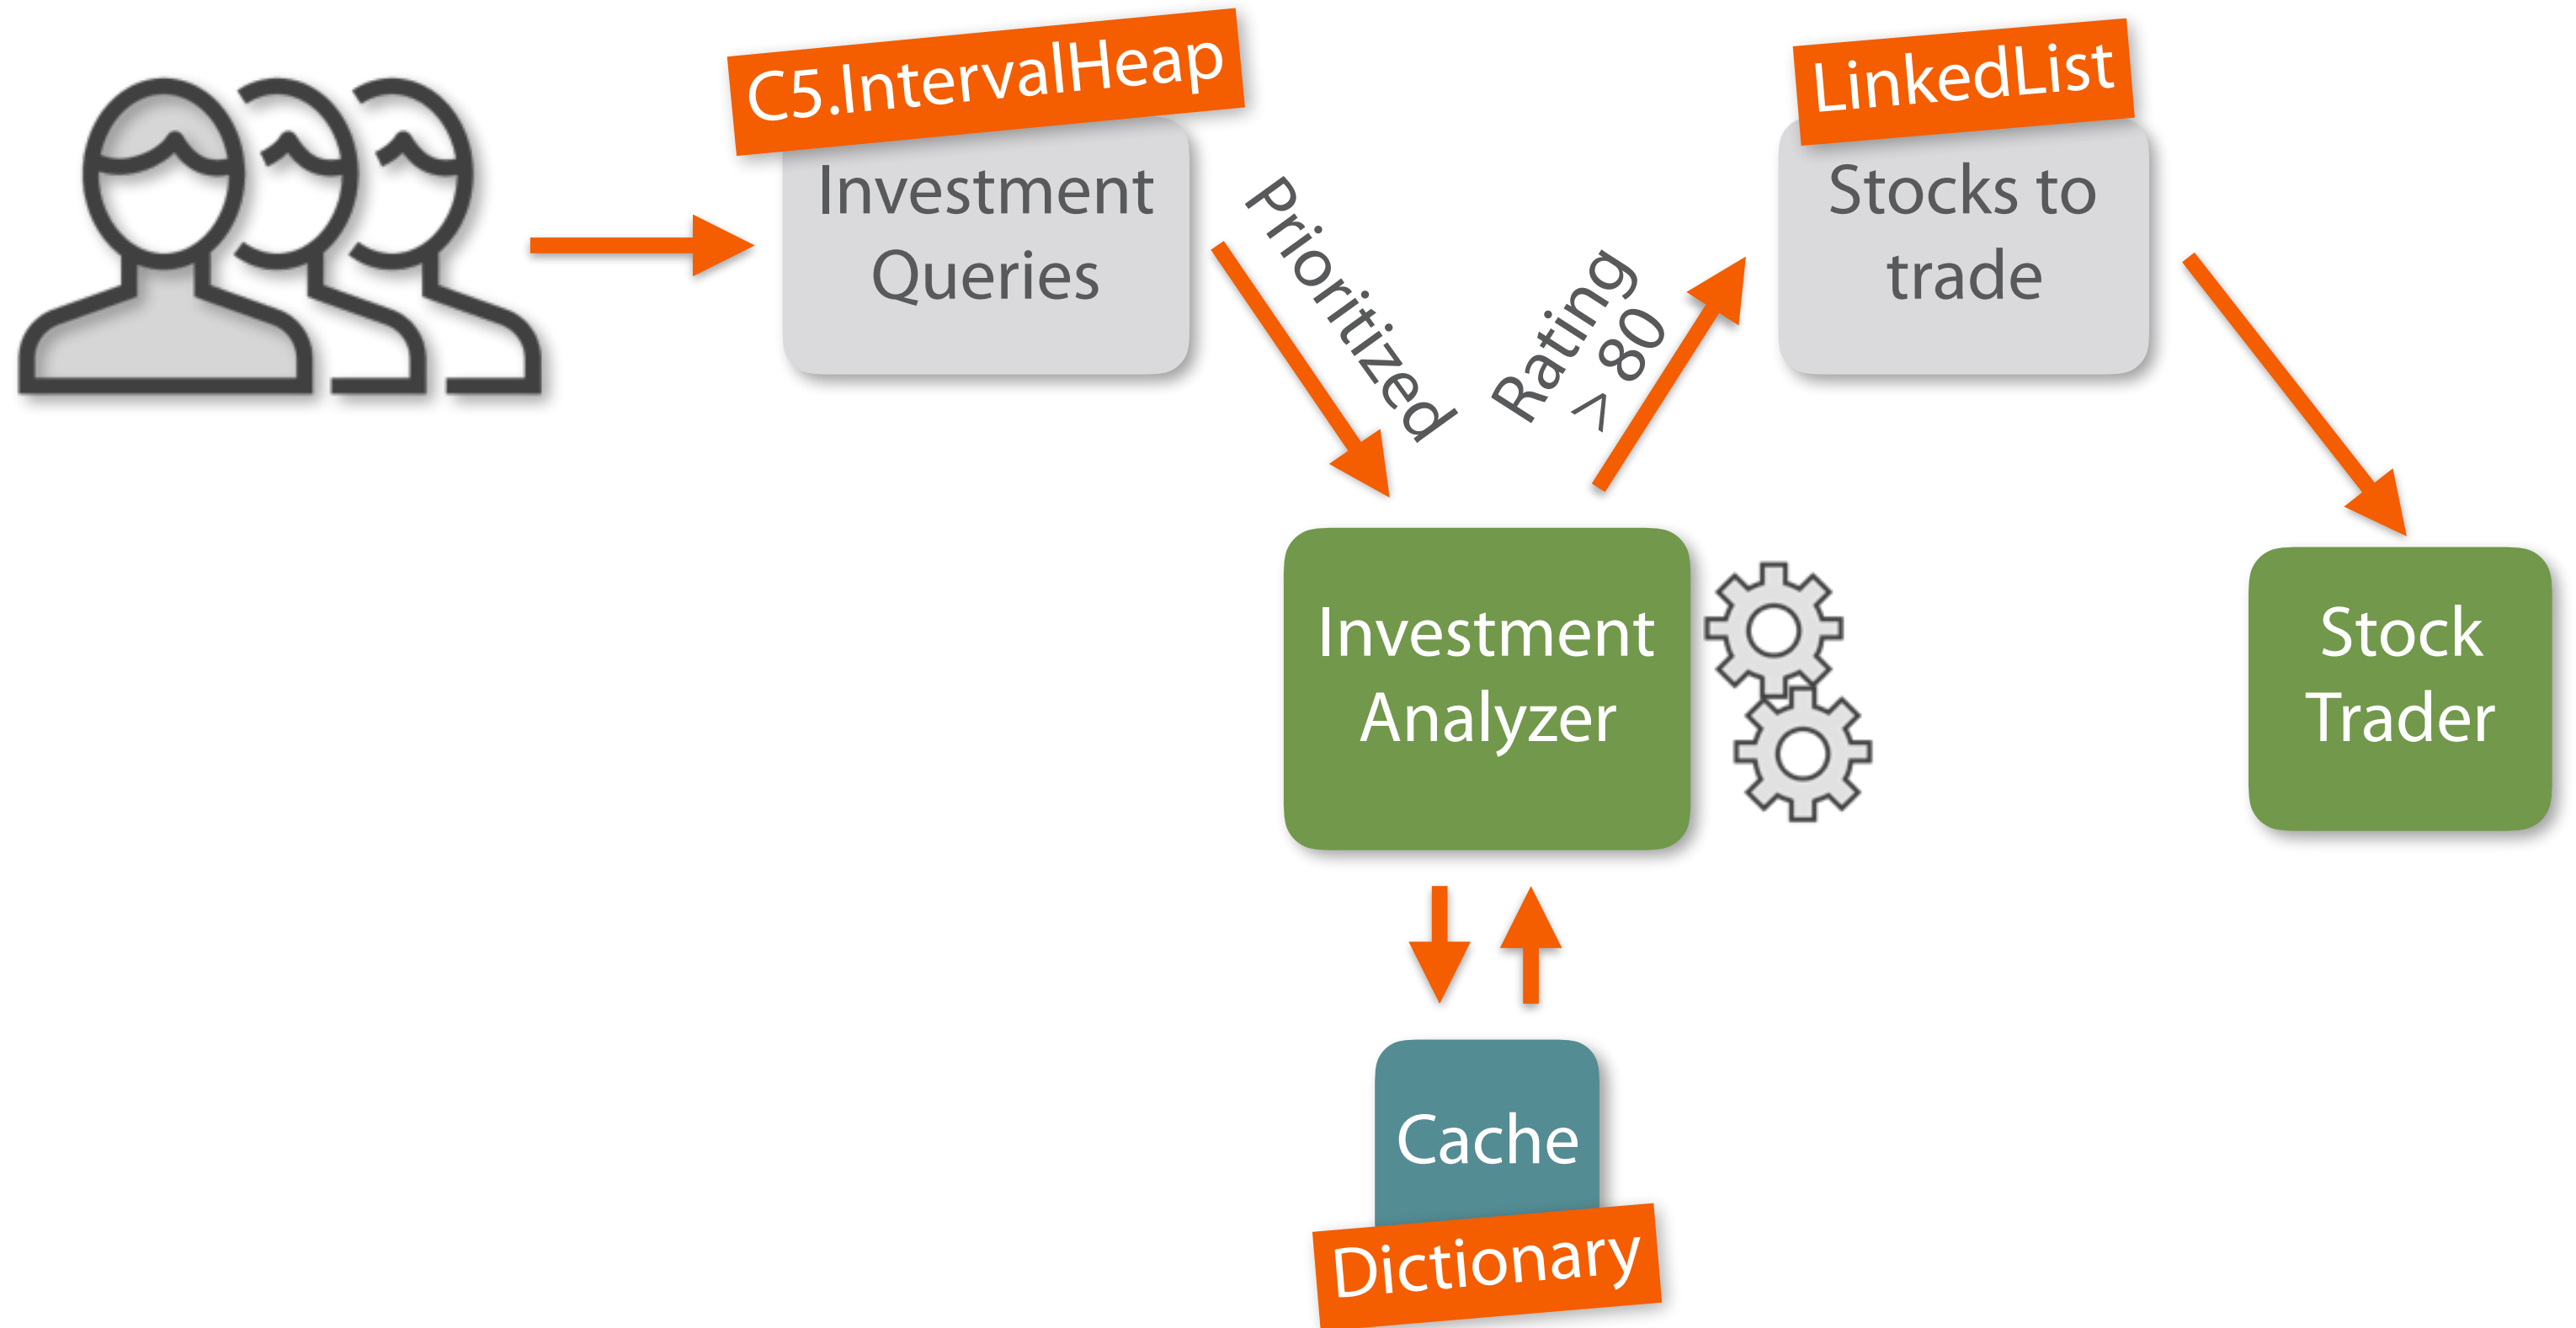 C5.IntervalHeap
Investment
Queries
Prioritized
Rating
> 80
LinkedList
Stocks to
trade
Investment
Analyzer
Stock
Trader
Cache
Dictionary